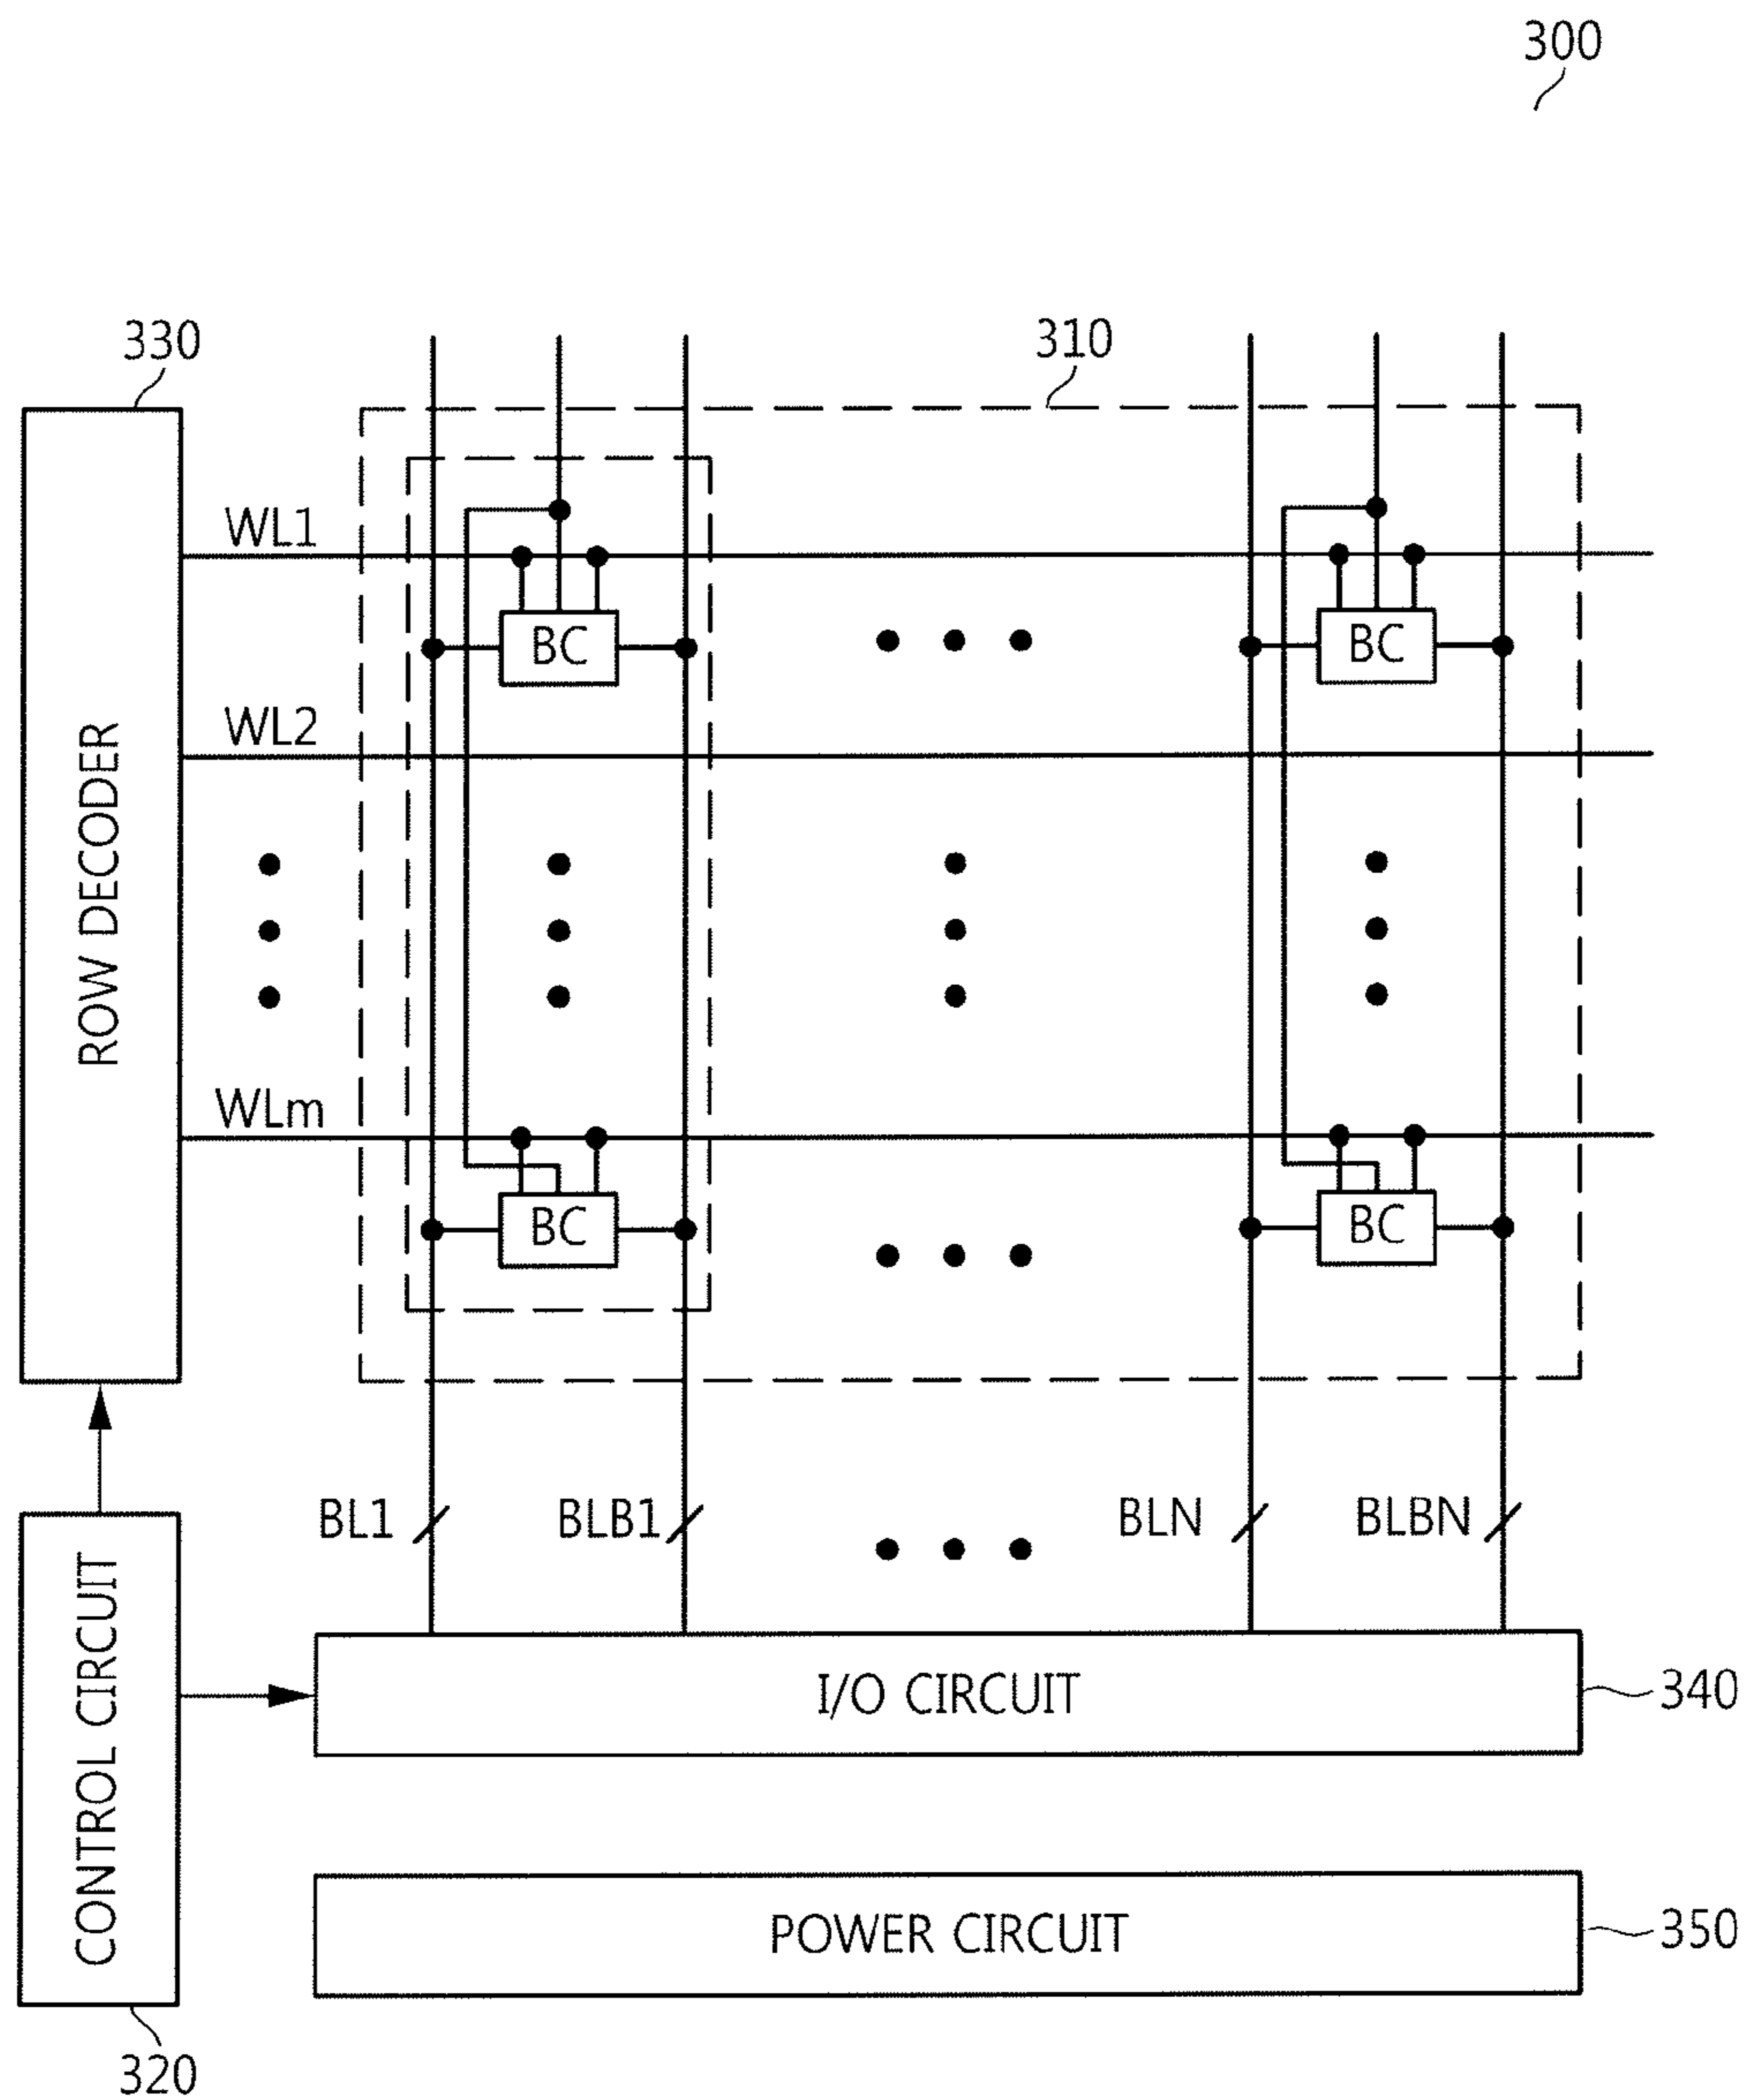 300
330
310
WL1
BC
BC
WL2
ROW DECODER
WLm
BC
BC
BL1
BLB1
BLN
BLBN
CONTROL CIRCUIT
I/O CIRCUIT
340
POWER CIRCUIT
350
320